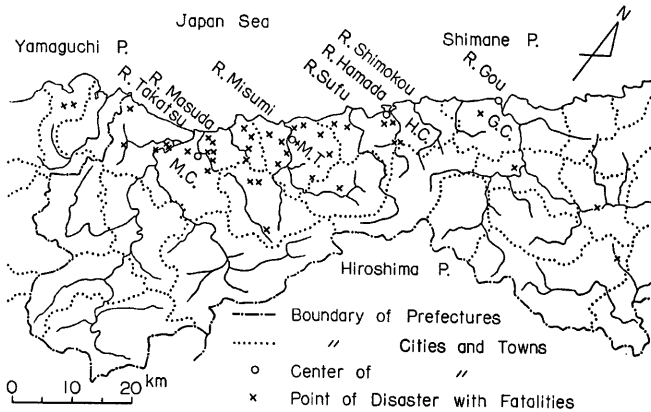 Japan Sea
N
Yamaguchi P.
Shimane P.
R. Takatsu
R. Masuda
R. Misumi
R. Sufu
R. Hamada
R. Shimokou
R. Gou
M.C.
M.T.
H.C.
G.C.
Hiroshima P.
Boundary of Prefectures
〃 Cities and Towns
Center of 〃
Point of Disaster with Fatalities
0 10 20 km